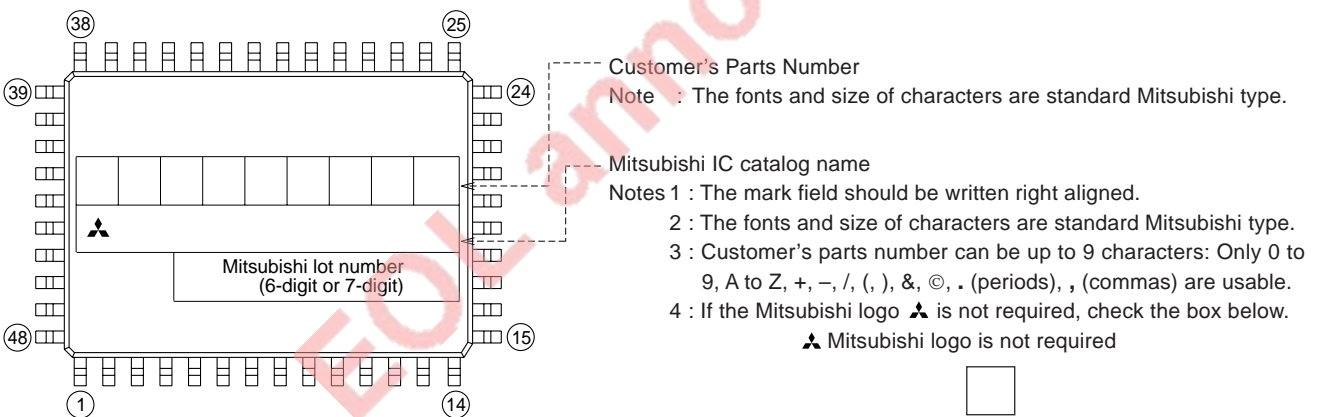 38 25
39 24
Customer's Parts Number
Note : The fonts and size of characters are standard Mitsubishi type.
Mitsubishi IC catalog name
Notes 1 : The mark field should be written right aligned.
2 : The fonts and size of characters are standard Mitsubishi type.
3 : Customer's parts number can be up to 9 characters: Only 0 to
9, A to Z, +, –, /, (, ), &, ©, . (periods), , (commas) are usable.
4 : If the Mitsubishi logo is not required, check the box below.
Mitsubishi logo is not required
Mitsubishi lot number
(6-digit or 7-digit)
48 15
1 14
EOL anno